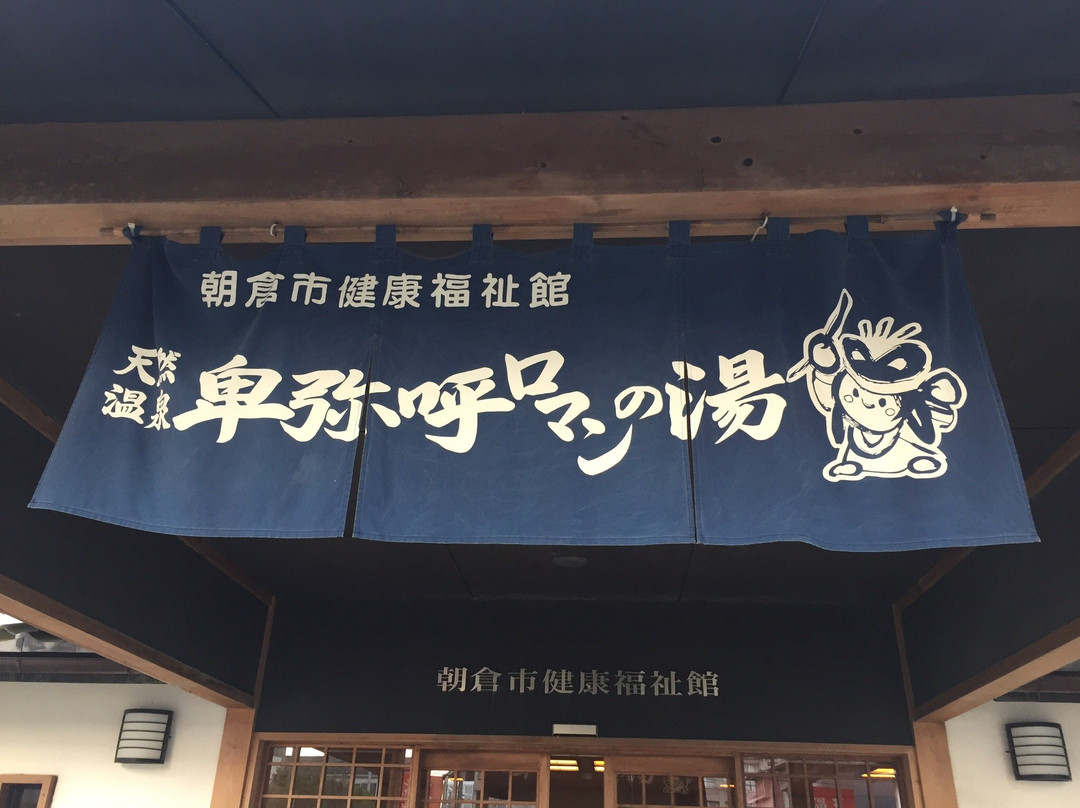 朝倉市健康福祉館
天然
温泉
卑弥呼ロマンの湯
朝倉市健康福祉館